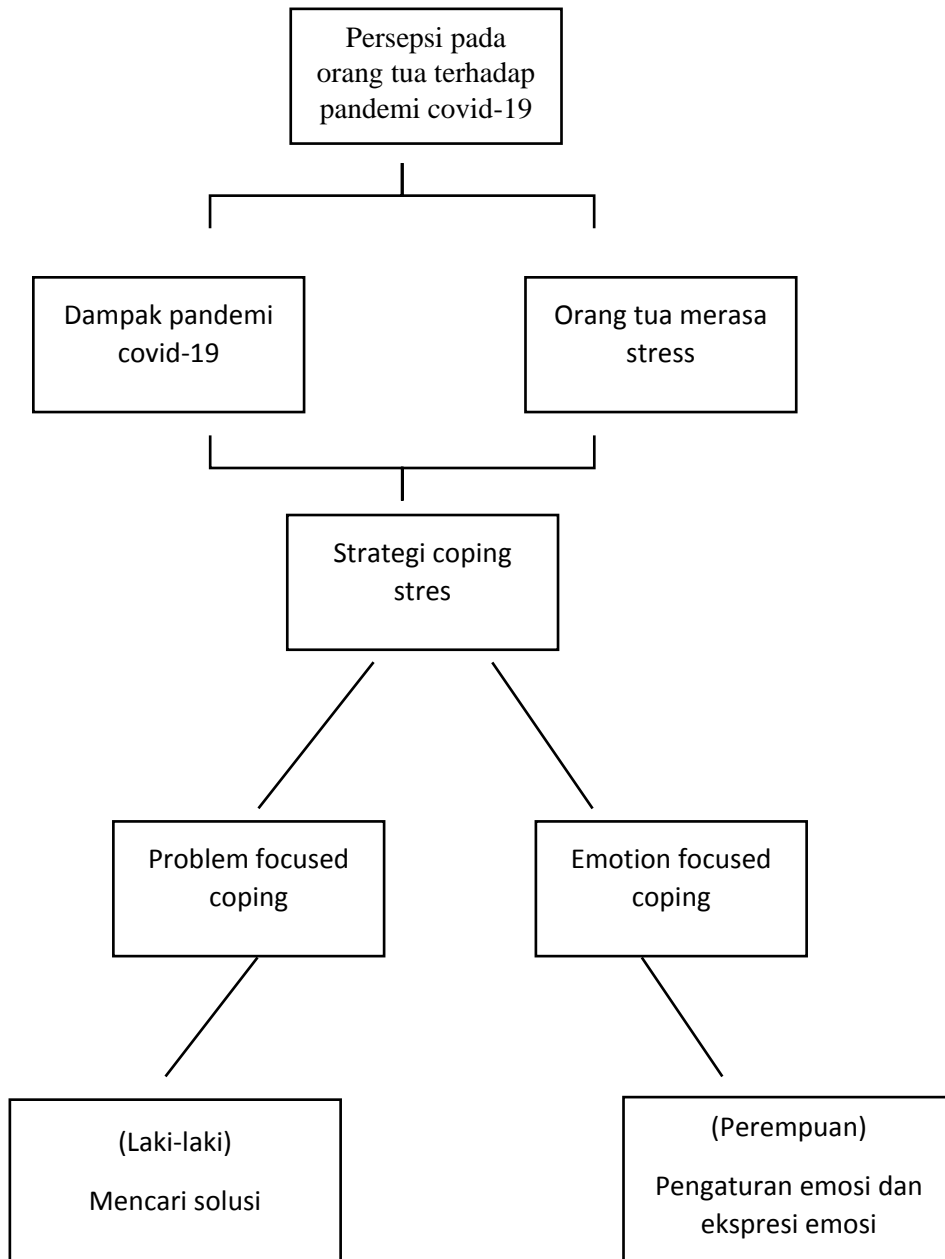 Persepsi pada
orang tua terhadap
pandemi covid-19
Dampak pandemi
covid-19
Orang tua merasa
stress
Strategi coping
stres
Problem focused
coping
Emotion focused
coping
(Laki-laki)
Mencari solusi
(Perempuan)
Pengaturan emosi dan
ekspresi emosi